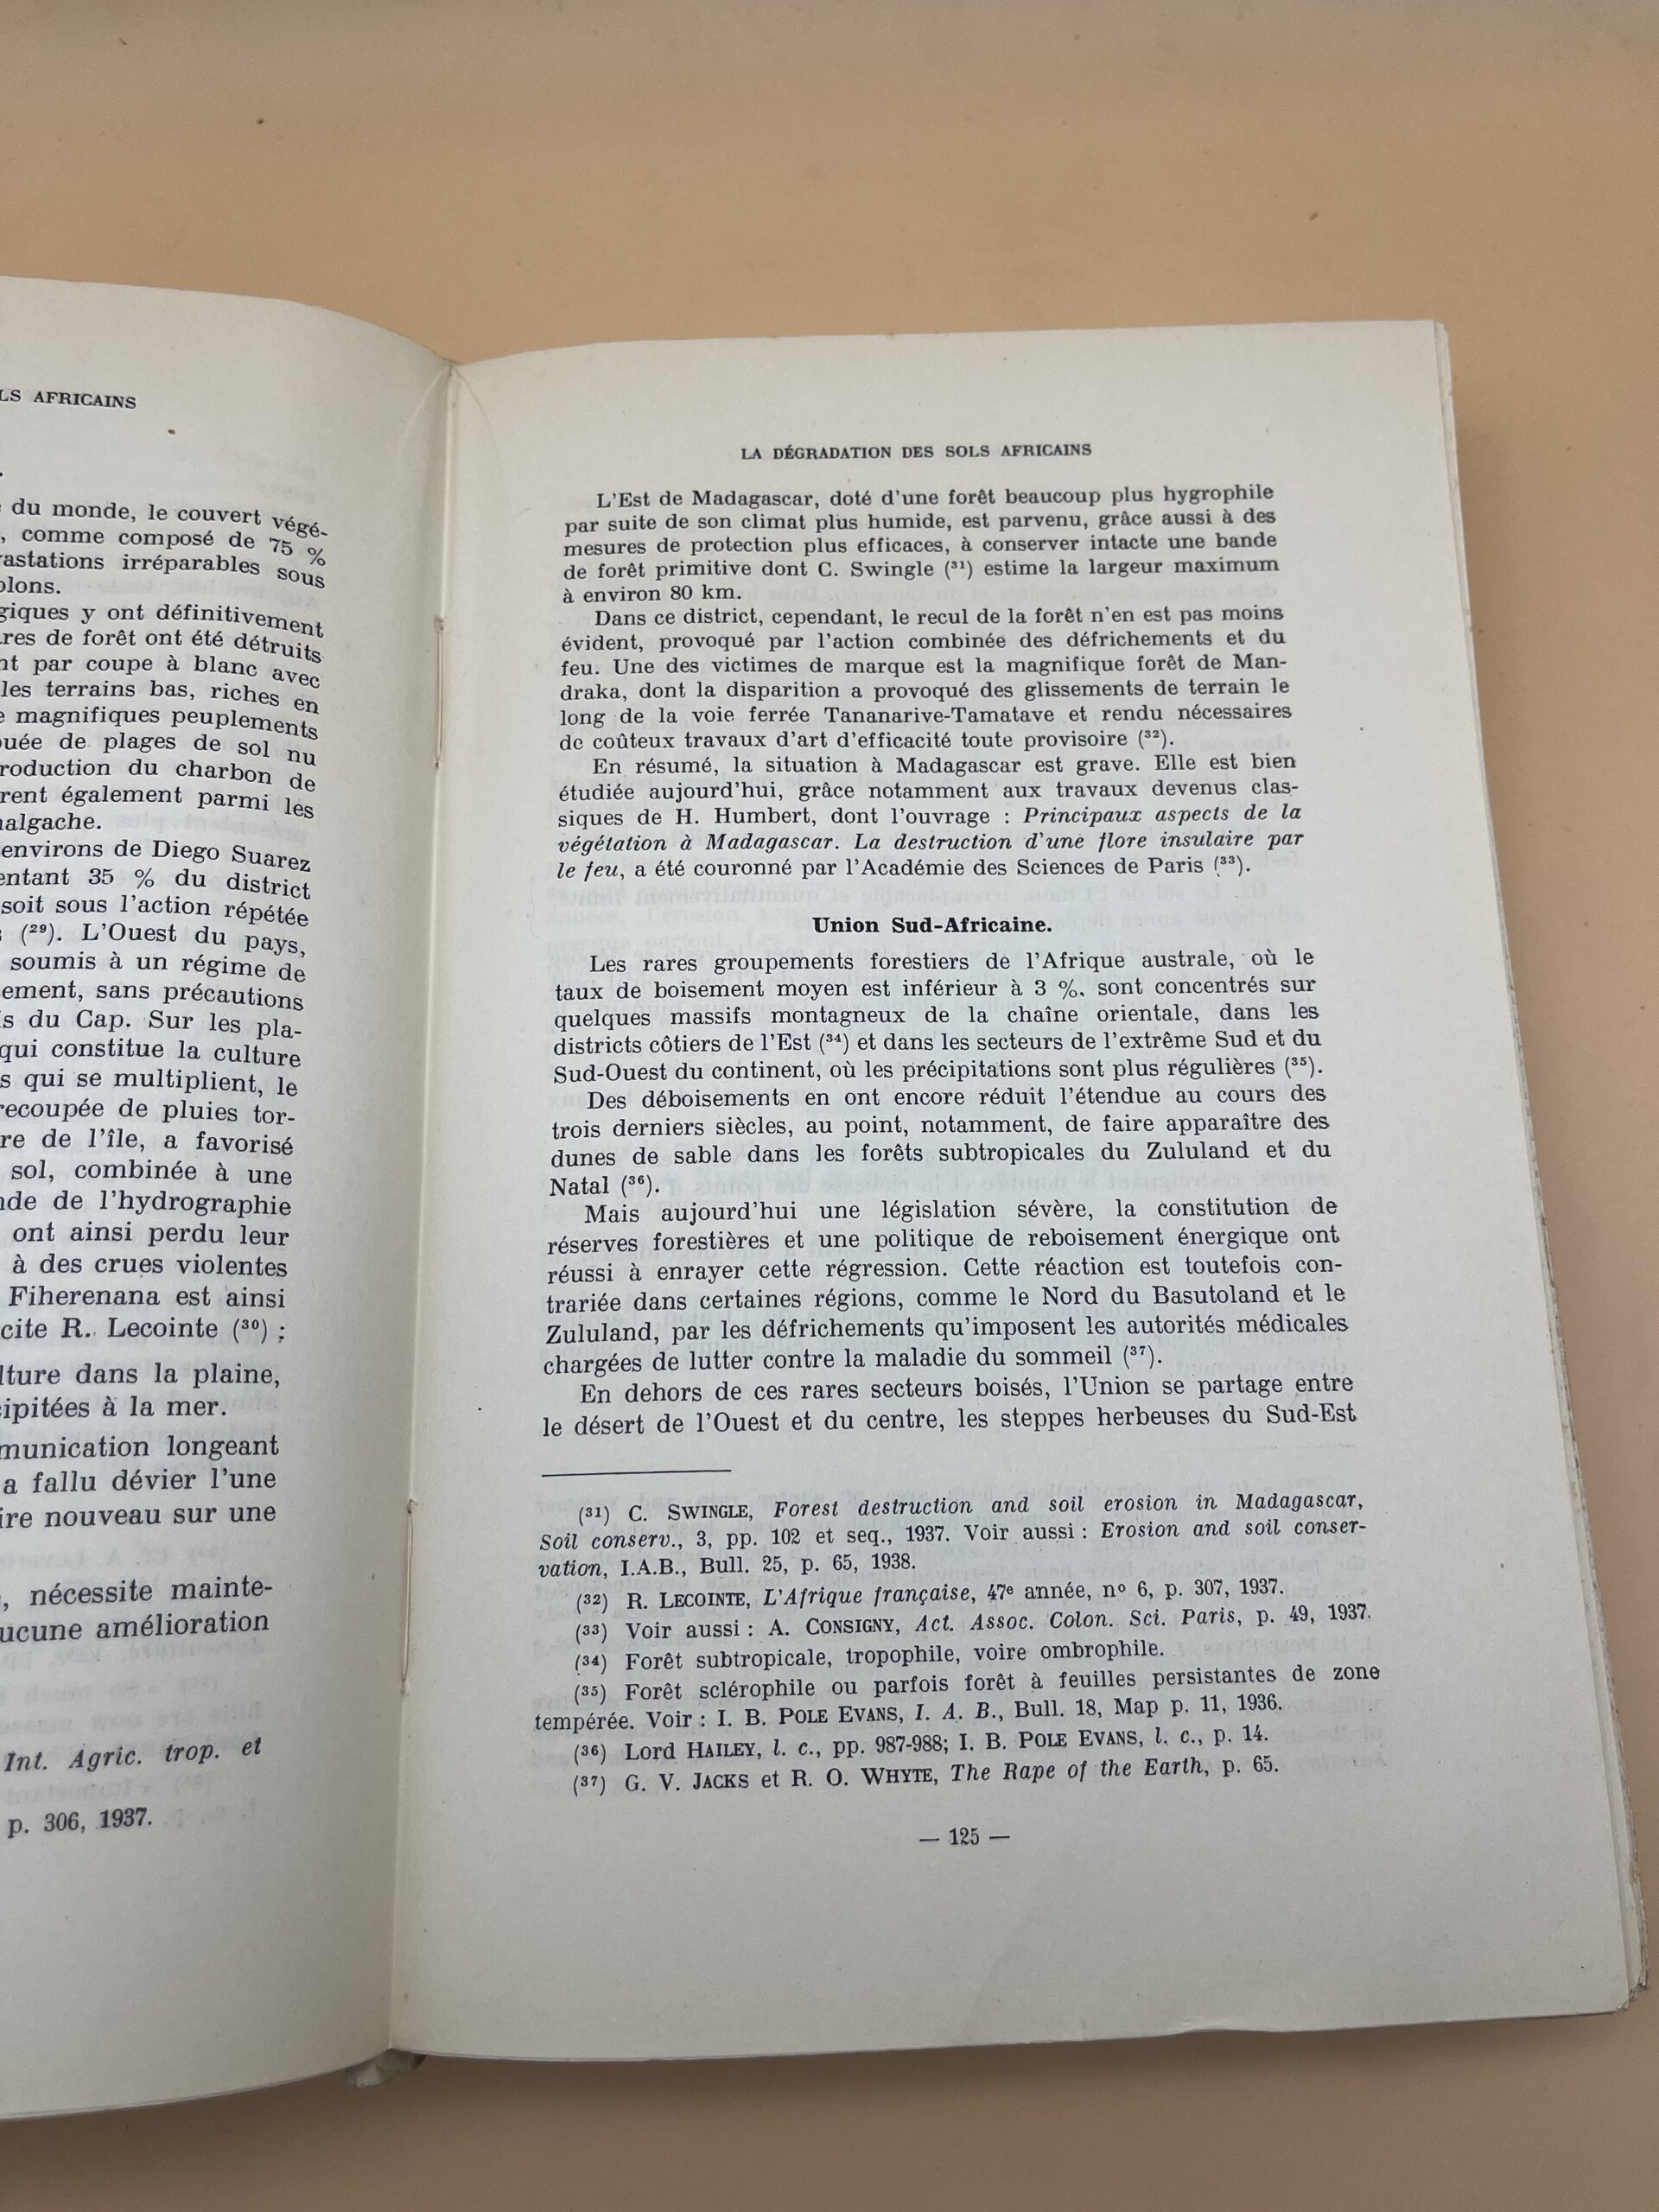 LS AFRICAINS
du monde, le couvert végé-
, comme composé de 75 %
astations irréparables sous
olons.
giques y ont définitivement
res de forêt ont été détruits
nt par coupe à blanc avec
les terrains bas, riches en
magnifiques peuplements
ouée de plages de sol nu
roduction du charbon de
rent également parmi les
nalgache.
environs de Diego Suarez
entant 35 % du district
soit sous l'action répétée
(²⁹). L'Ouest du pays,
soumis à un régime de
ement, sans précautions
is du Cap. Sur les pla-
qui constitue la culture
s qui se multiplient, le
recoupée de pluies tor-
re de l'île, a favorisé
sol, combinée à une
nde de l'hydrographie
ont ainsi perdu leur
à des crues violentes
Fiherenana est ainsi
cite R. Lecointe (³⁰) :
lture dans la plaine,
cipitées à la mer.
munication longeant
a fallu dévier l'une
ire nouveau sur une
, nécessite mainte-
ucune amélioration
Int. Agric. trop. et
p. 306, 1937.
LA DÉGRADATION DES SOLS AFRICAINS
L'Est de Madagascar, doté d'une forêt beaucoup plus hygrophile
par suite de son climat plus humide, est parvenu, grâce aussi à des
mesures de protection plus efficaces, à conserver intacte une bande
de forêt primitive dont C. Swingle (³¹) estime la largeur maximum
à environ 80 km.
Dans ce district, cependant, le recul de la forêt n'en est pas moins
évident, provoqué par l'action combinée des défrichements et du
feu. Une des victimes de marque est la magnifique forêt de Man-
draka, dont la disparition a provoqué des glissements de terrain le
long de la voie ferrée Tananarive-Tamatave et rendu nécessaires
de coûteux travaux d'art d'efficacité toute provisoire (³²).
En résumé, la situation à Madagascar est grave. Elle est bien
étudiée aujourd'hui, grâce notamment aux travaux devenus clas-
siques de H. Humbert, dont l'ouvrage : Principaux aspects de la
végétation à Madagascar. La destruction d'une flore insulaire par
le feu, a été couronné par l'Académie des Sciences de Paris (³³).
Union Sud-Africaine.
Les rares groupements forestiers de l'Afrique australe, où le
taux de boisement moyen est inférieur à 3 %, sont concentrés sur
quelques massifs montagneux de la chaîne orientale, dans les
districts côtiers de l'Est (³⁴) et dans les secteurs de l'extrême Sud et du
Sud-Ouest du continent, où les précipitations sont plus régulières (³⁵).
Des déboisements en ont encore réduit l'étendue au cours des
trois derniers siècles, au point, notamment, de faire apparaître des
dunes de sable dans les forêts subtropicales du Zululand et du
Natal (³⁶).
Mais aujourd'hui une législation sévère, la constitution de
réserves forestières et une politique de reboisement énergique ont
réussi à enrayer cette régression. Cette réaction est toutefois con-
trariée dans certaines régions, comme le Nord du Basutoland et le
Zululand, par les défrichements qu'imposent les autorités médicales
chargées de lutter contre la maladie du sommeil (³⁷).
En dehors de ces rares secteurs boisés, l'Union se partage entre
le désert de l'Ouest et du centre, les steppes herbeuses du Sud-Est
(³¹) C. SWINGLE, Forest destruction and soil erosion in Madagascar,
Soil conserv., 3, pp. 102 et seq., 1937. Voir aussi : Erosion and soil conser-
vation, I.A.B., Bull. 25, p. 65, 1938.
(³²) R. LECOINTE, L'Afrique française, 47ᵉ année, nᵒ 6, p. 307, 1937.
(³³) Voir aussi : A. CONSIGNY, Act. Assoc. Colon. Sci. Paris, p. 49, 1937.
(³⁴) Forêt subtropicale, tropophile, voire ombrophile.
(³⁵) Forêt sclérophile ou parfois forêt à feuilles persistantes de zone
tempérée. Voir : I. B. POLE EVANS, I. A. B., Bull. 18, Map p. 11, 1936.
(³⁶) Lord HAILEY, l. c., pp. 987-988; I. B. POLE EVANS, l. c., p. 14.
(³⁷) G. V. JACKS et R. O. WHYTE, The Rape of the Earth, p. 65.
— 125 —